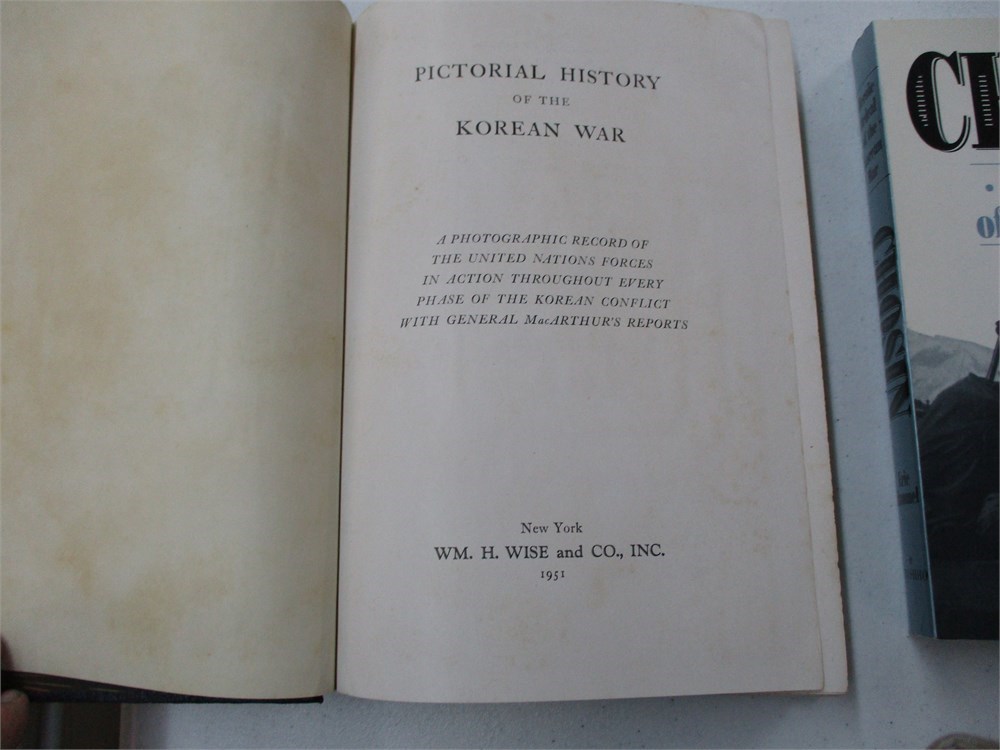 PICTORIAL HISTORY
OF THE
KOREAN WAR
A PHOTOGRAPHIC RECORD OF
THE UNITED NATIONS FORCES
IN ACTION THROUGHOUT EVERY
PHASE OF THE KOREAN CONFLICT
WITH GENERAL MacARTHUR'S REPORTS
New York
WM. H. WISE and CO., INC.
1951